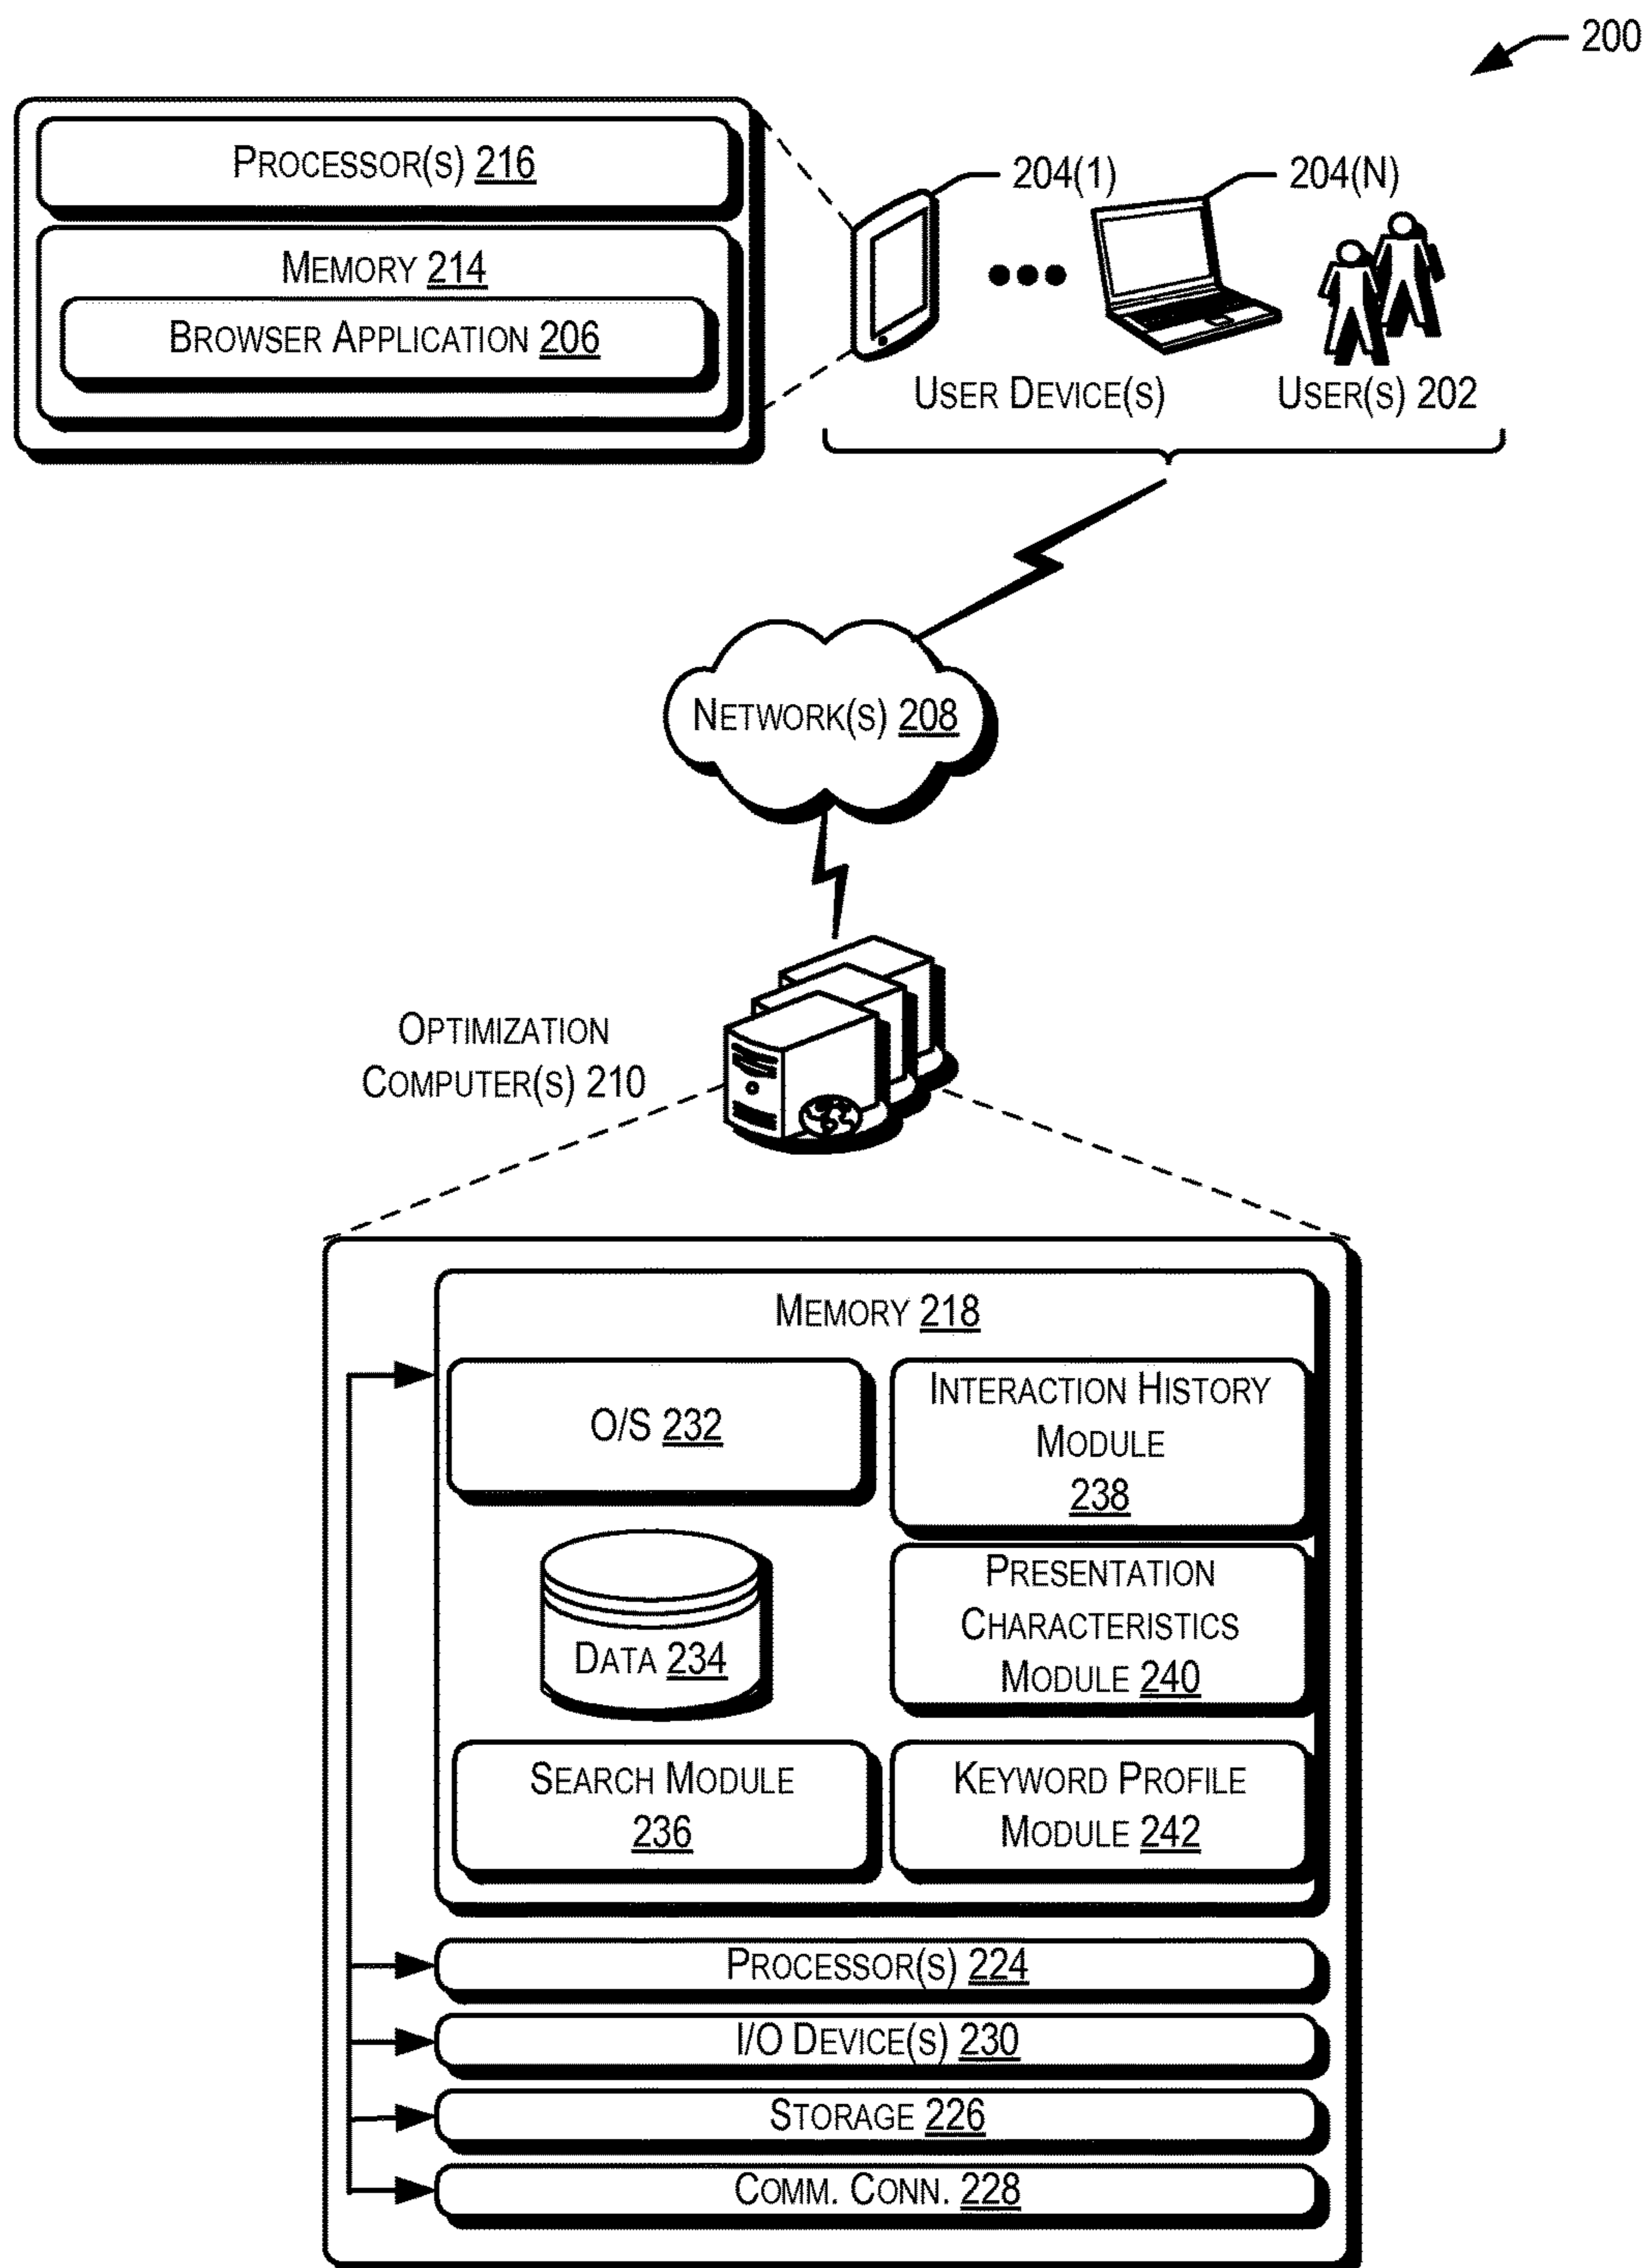 200
PROCESSOR(S) 216
MEMORY 214
BROWSER APPLICATION 206
204(1)
204(N)
USER DEVICE(S)
USER(S) 202
NETWORK(S) 208
OPTIMIZATION
COMPUTER(S) 210
MEMORY 218
O/S 232
INTERACTION HISTORY
MODULE
238
DATA 234
PRESENTATION
CHARACTERISTICS
MODULE 240
SEARCH MODULE
236
KEYWORD PROFILE
MODULE 242
PROCESSOR(S) 224
I/O DEVICE(S) 230
STORAGE 226
COMM. CONN. 228